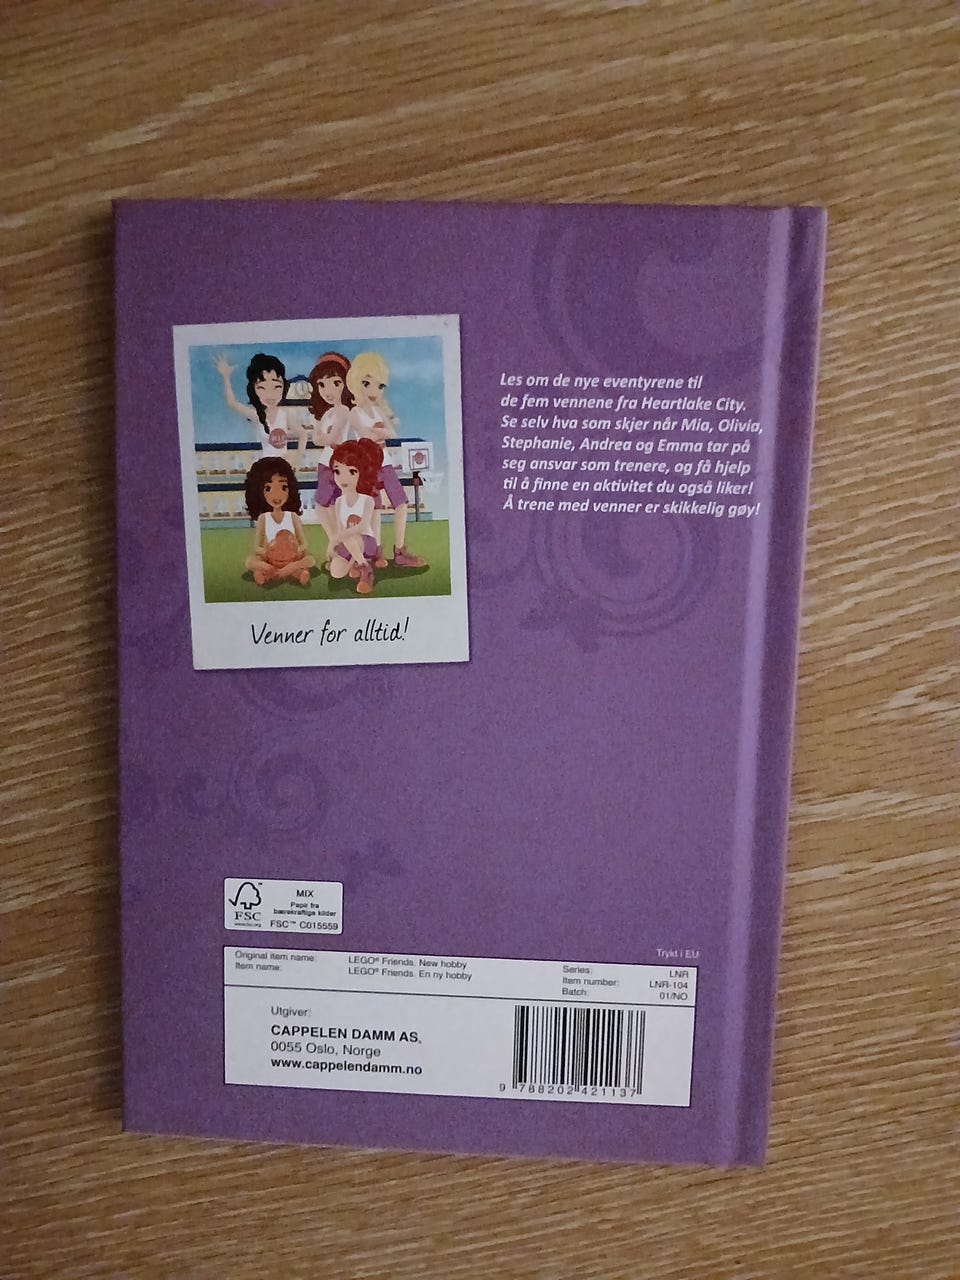 Les om de nye eventyrene til
de fem vennene fra Heartlake City.
Se selv hva som skjer når Mia, Olivia,
Stephanie, Andrea og Emma tar på
seg ansvar som trenere, og få hjelp
til å finne en aktivitet du også liker!
Å trene med venner er skikkelig gøy!
Venner for alltid!
FSC
www.fsc.org
MIX
Papir fra
bærekraftige kilder
FSC™ C015559
Trykt i EU
Original item name: LEGO® Friends. New hobby
Item name: LEGO® Friends. En ny hobby
Series: LNR
Item number: LNR-104
Batch: 01/NO
Utgiver:
CAPPELEN DAMM AS,
0055 Oslo, Norge
www.cappelendamm.no
9 788202 421137